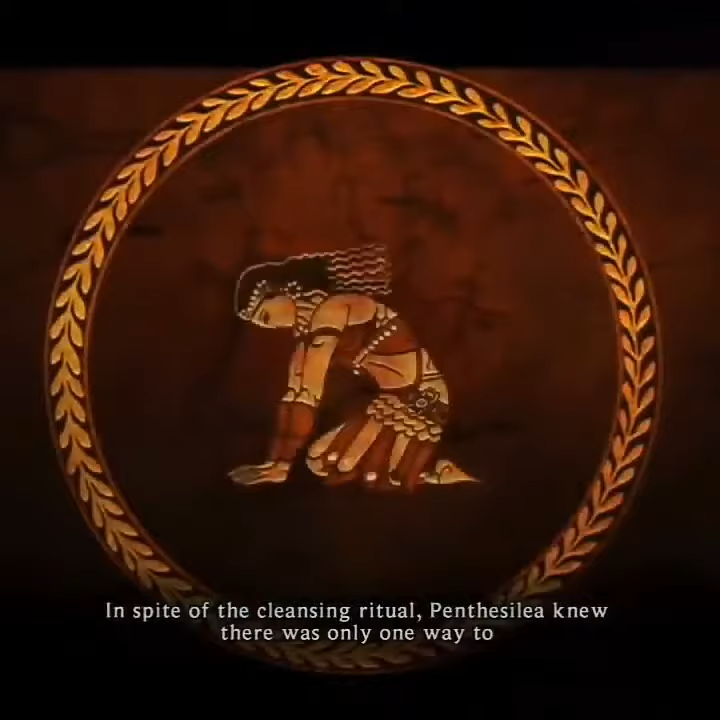 In spite of the cleansing ritual, Penthesilea knew
there was only one way to